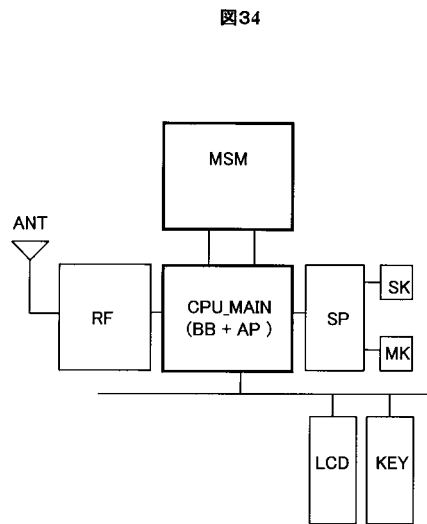 図34
MSM
ANT
RF
CPU_MAIN
(BB + AP )
SP
SK
MK
LCD
KEY